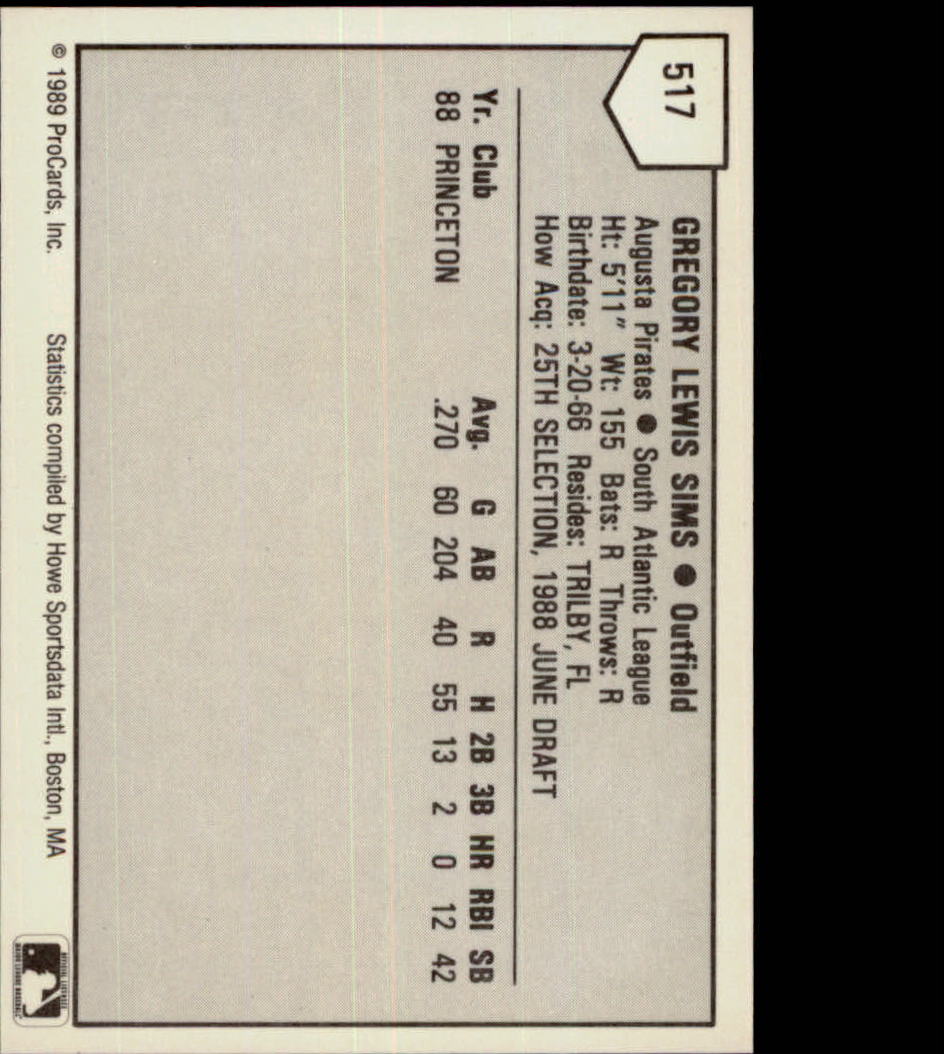 517
GREGORY LEWIS SIMS ● Outfield
Augusta Pirates ● South Atlantic League
Ht: 5'11" Wt: 155 Bats: R Throws: R
Birthdate: 3-20-66 Resides: TRILBY, FL
How Acq: 25TH SELECTION, 1988 JUNE DRAFT
Yr. Club Avg. G AB R H 2B 3B HR RBI SB
88 PRINCETON .270 60 204 40 55 13 2 0 12 42
© 1989 ProCards, Inc. Statistics compiled by Howe Sportsdata Intl., Boston, MA